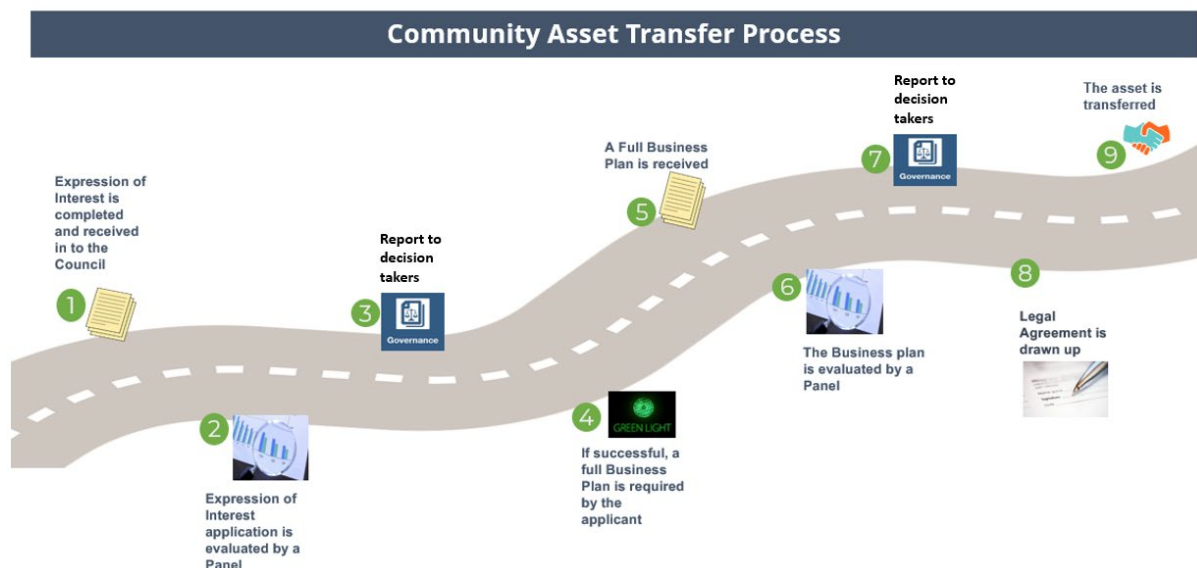 Community Asset Transfer Process
1
Expression of
Interest is
completed
and received
in to the
Council
2
Expression of
Interest
application is
evaluated by a
Panel
3
Report to
decision
takers
Governance
4
GREEN LIGHT
If successful, a
full Business
Plan is required
by the
applicant
5
A Full Business
Plan is received
6
The Business plan
is evaluated by a
Panel
7
Report to
decision
takers
Governance
8
Legal
Agreement is
drawn up
9
The asset is
transferred